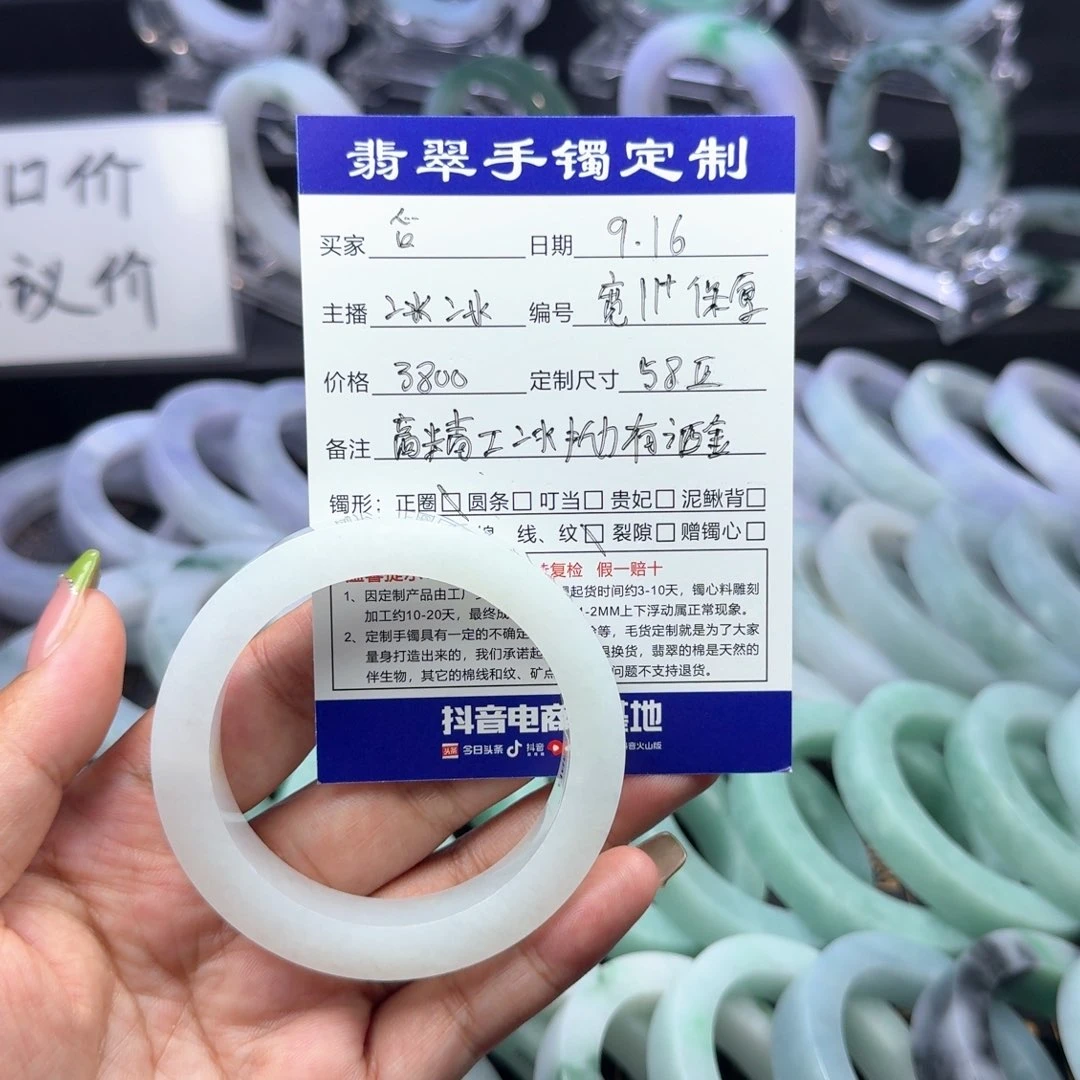 口价
议价
翡翠手镯定制
买家 日期 9.16
主播 冰冰 编号 宽11+ 保厚
价格 3800 定制尺寸 58正
备注 高精工冰 有洒金
镯形: 正圈□ 圆条□ 叮当□ 贵妃□ 泥鳅背□
线、纹□ 裂隙□ 赠镯心□
复检 假一赔十
1、因定制产品由工厂 起货时间约3-10天,镯心料雕刻
加工约10-20天,最终成 1-2MM上下浮动属正常现象。
2、定制手镯具有一定的不确定 等,毛货定制就是为了大家
量身打造出来的,我们承诺 退换货,翡翠的棉是天然的
伴生物,其它的棉线和纹、矿点 问题不支持退货。
抖音电商 基地
头条 今日头条 抖音 抖音火山版